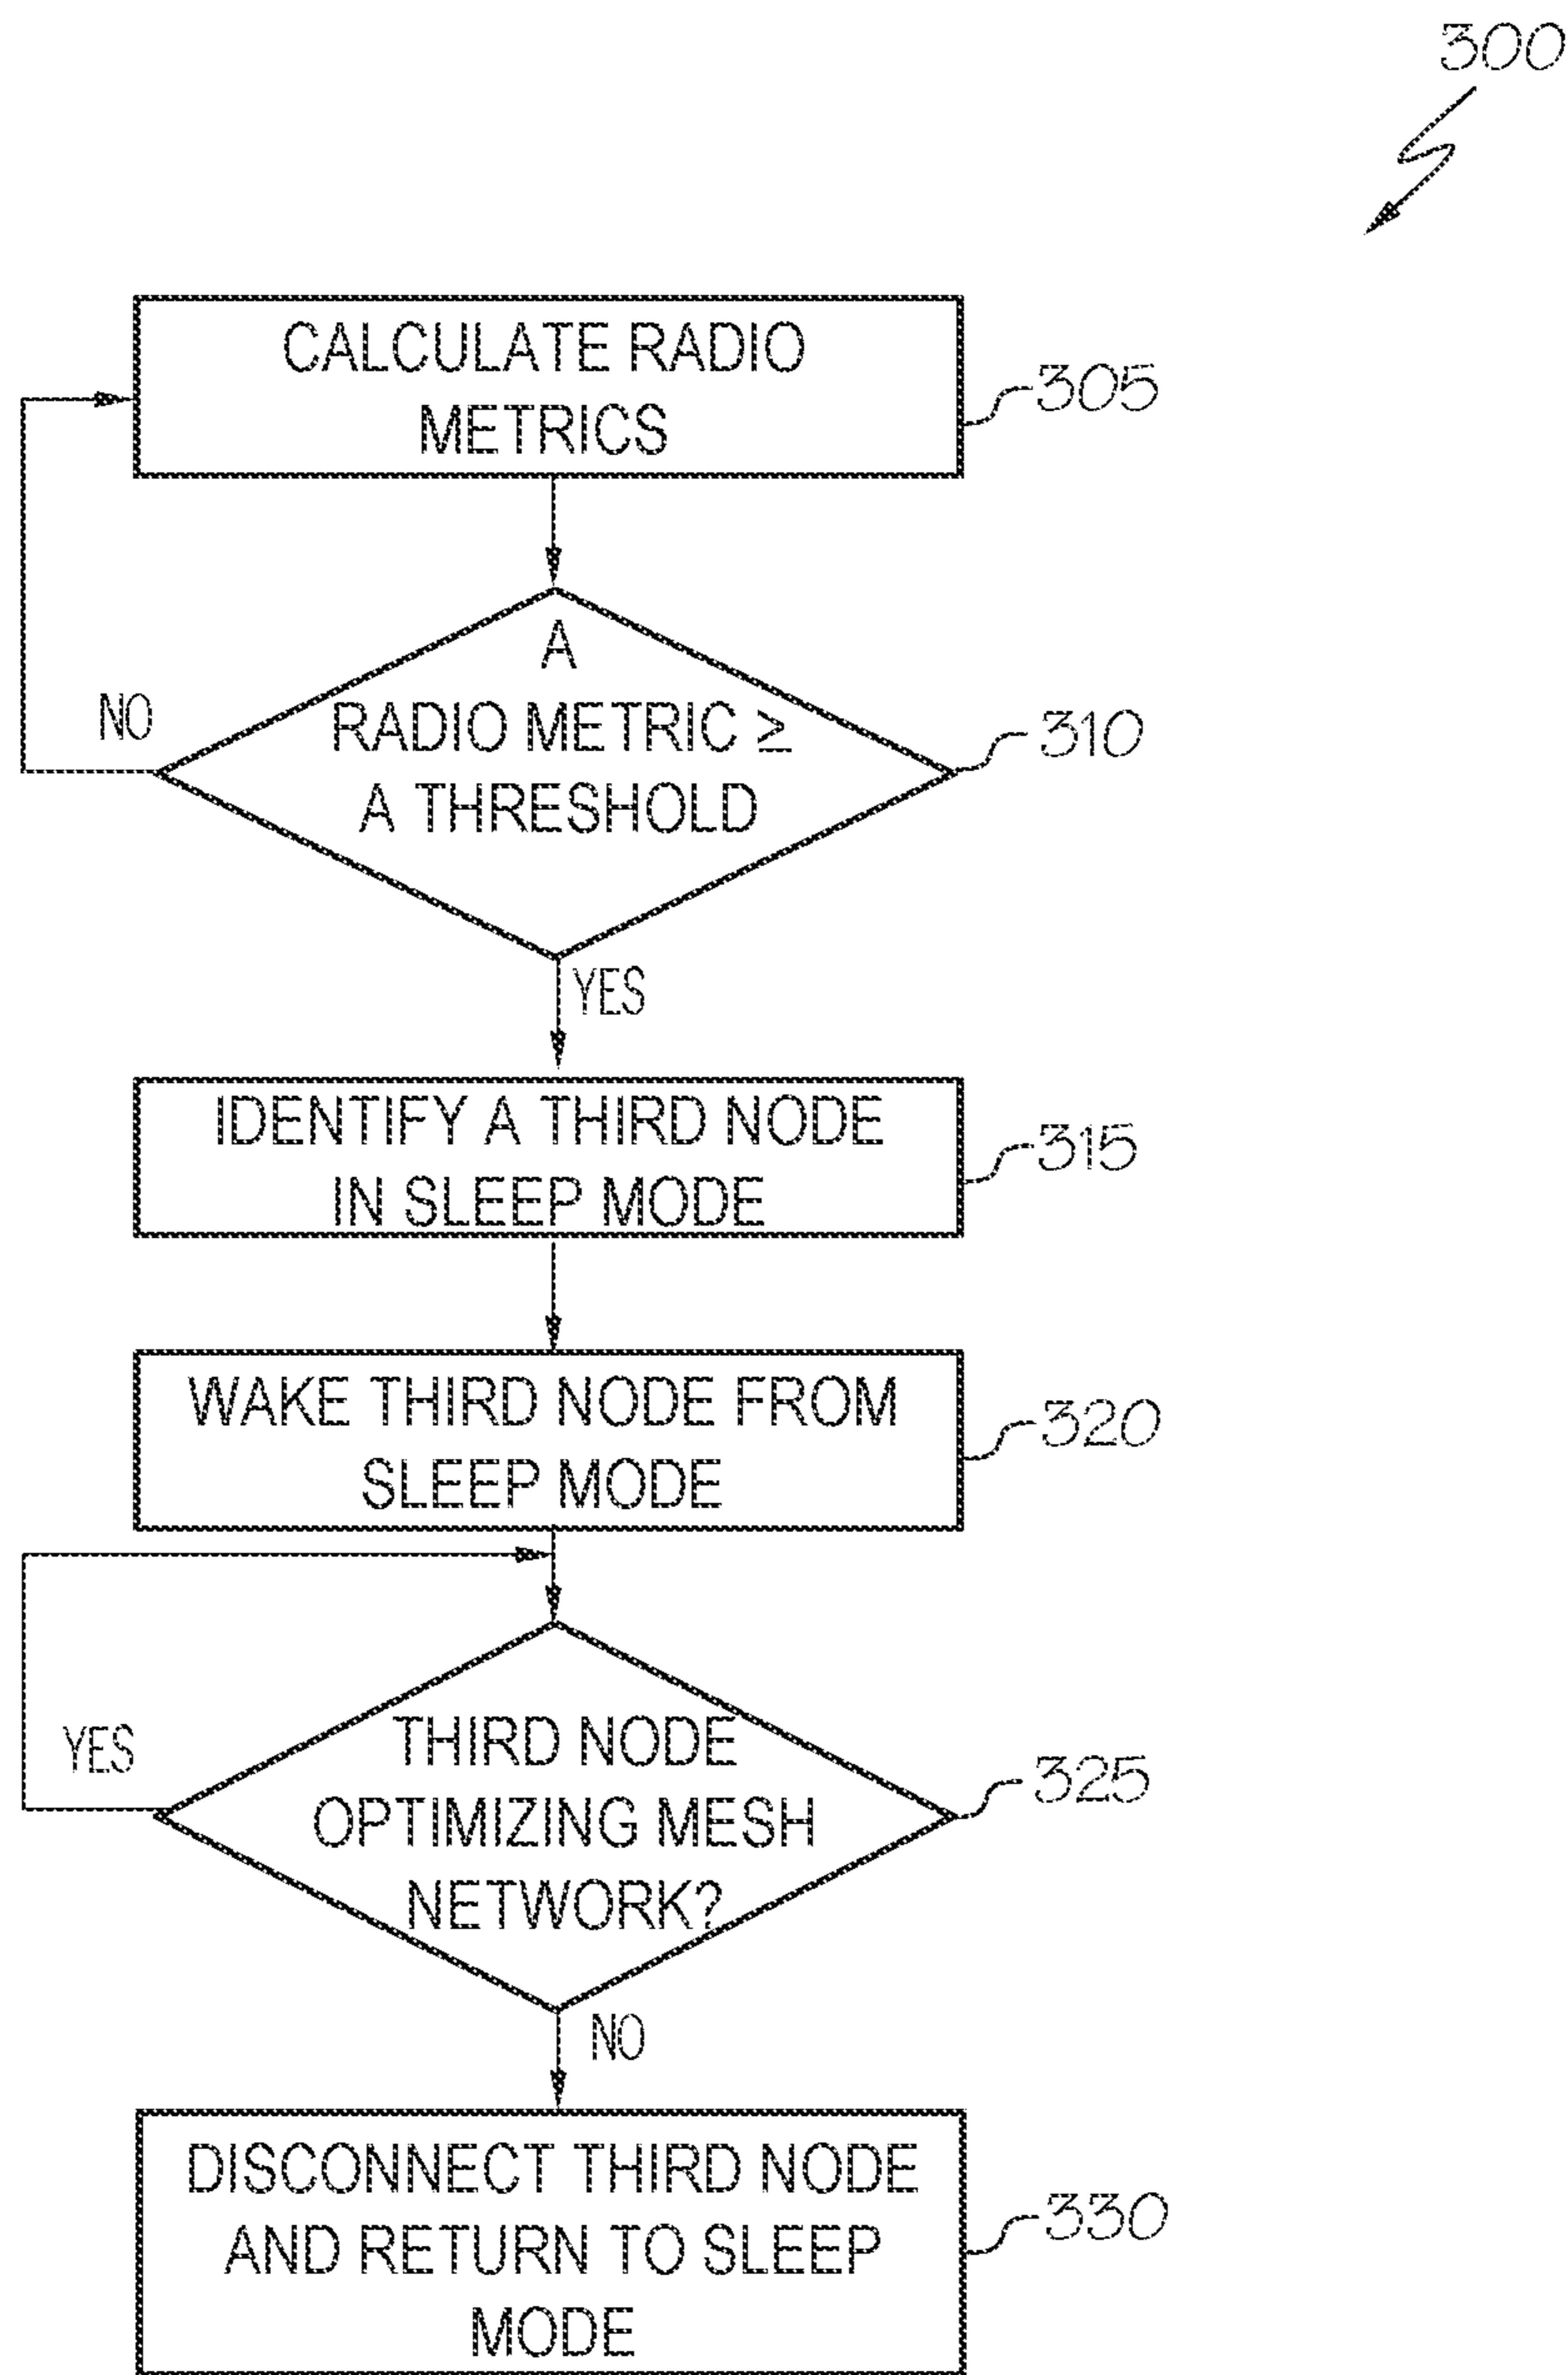 300
CALCULATE RADIO
METRICS
305
A
RADIO METRIC ≥
A THRESHOLD
310
NO
YES
IDENTIFY A THIRD NODE
IN SLEEP MODE
315
WAKE THIRD NODE FROM
SLEEP MODE
320
THIRD NODE
OPTIMIZING MESH
NETWORK?
325
YES
NO
DISCONNECT THIRD NODE
AND RETURN TO SLEEP
MODE
330